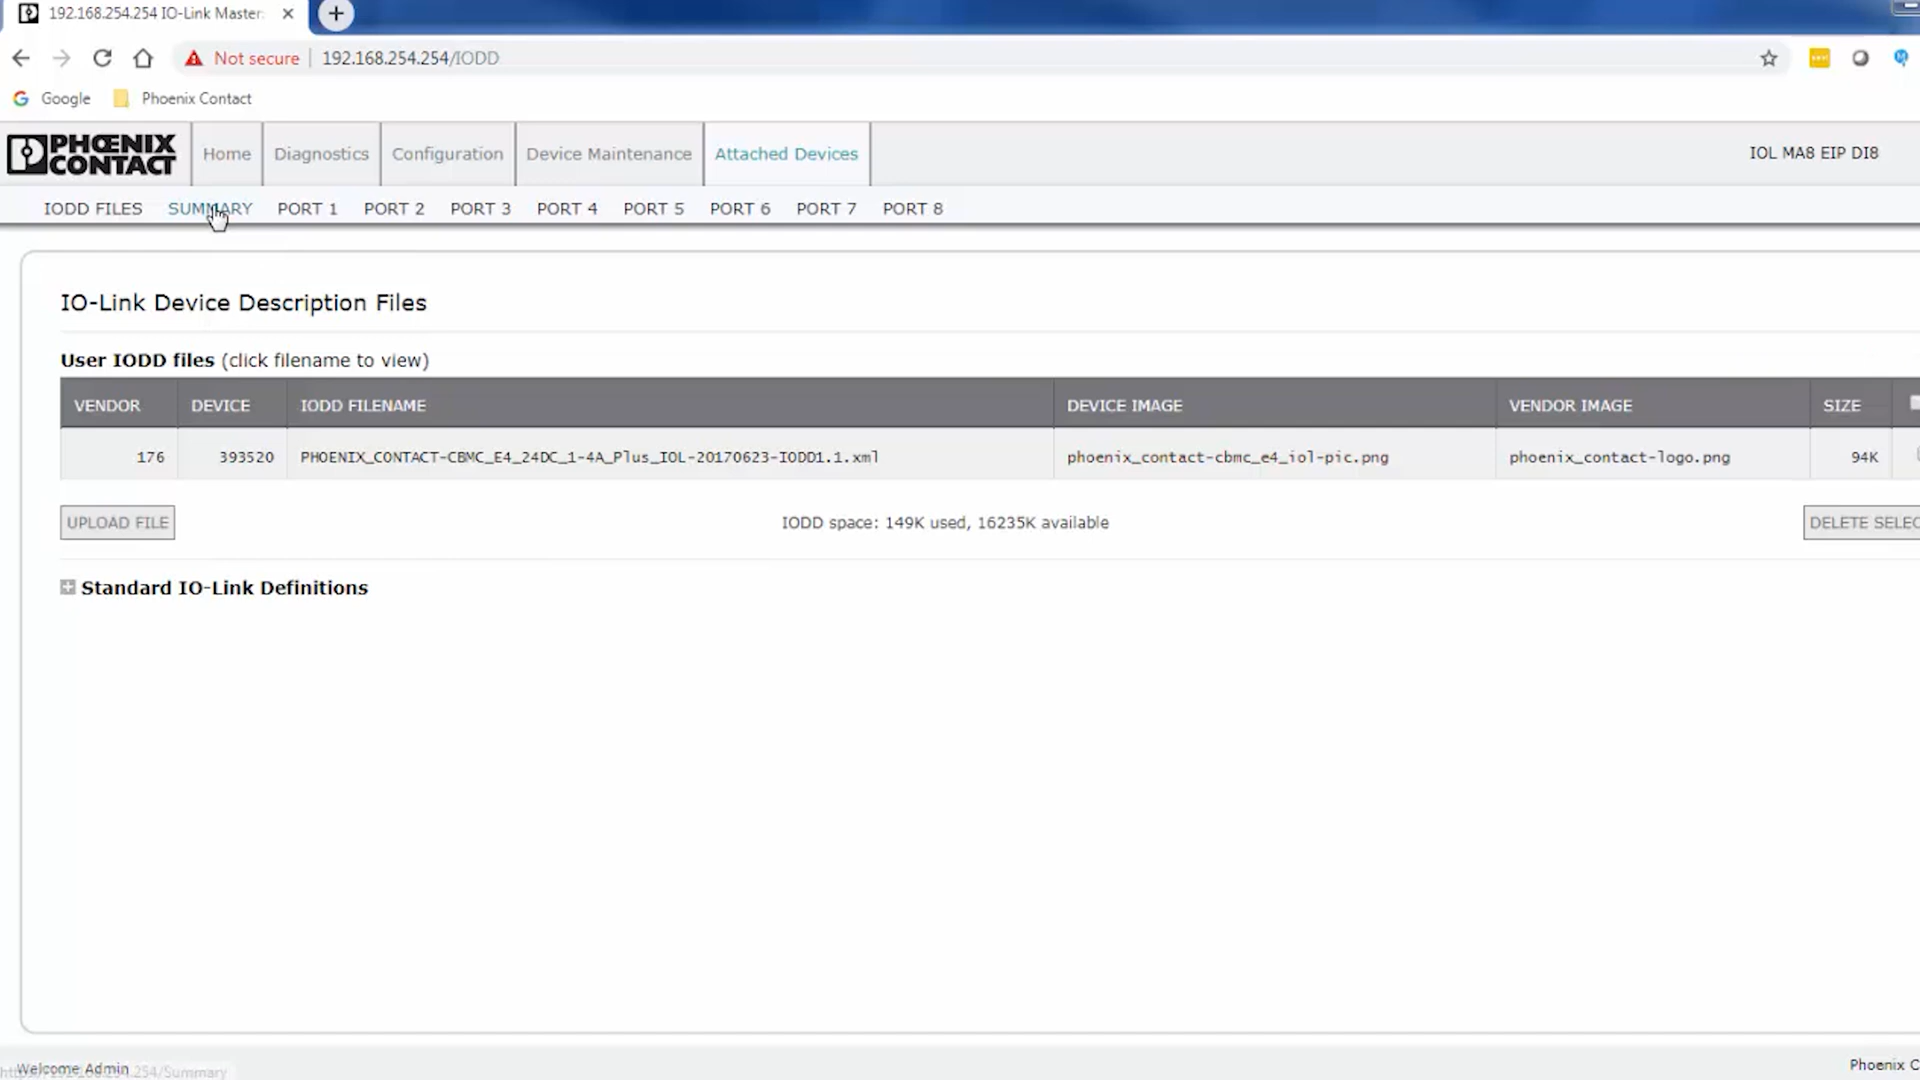 192.168.254.254 IO-Link Master
Not secure 192.168.254.254/IODD
Google Phoenix Contact
PHŒNIX CONTACT
Home Diagnostics Configuration Device Maintenance Attached Devices IOL MA8 EIP DI8
IODD FILES SUMMARY PORT 1 PORT 2 PORT 3 PORT 4 PORT 5 PORT 6 PORT 7 PORT 8
IO-Link Device Description Files
User IODD files (click filename to view)
VENDOR DEVICE IODD FILENAME DEVICE IMAGE VENDOR IMAGE SIZE
176 393520 PHOENIX_CONTACT-CBMC_E4_24DC_1-4A_Plus_IOL-20170623-IODD1.1.xml phoenix_contact-cbmc_e4_iol-pic.png phoenix_contact-logo.png 94K
UPLOAD FILE IODD space: 149K used, 16235K available DELETE SELEC
Standard IO-Link Definitions
Welcome Admin Phoenix C